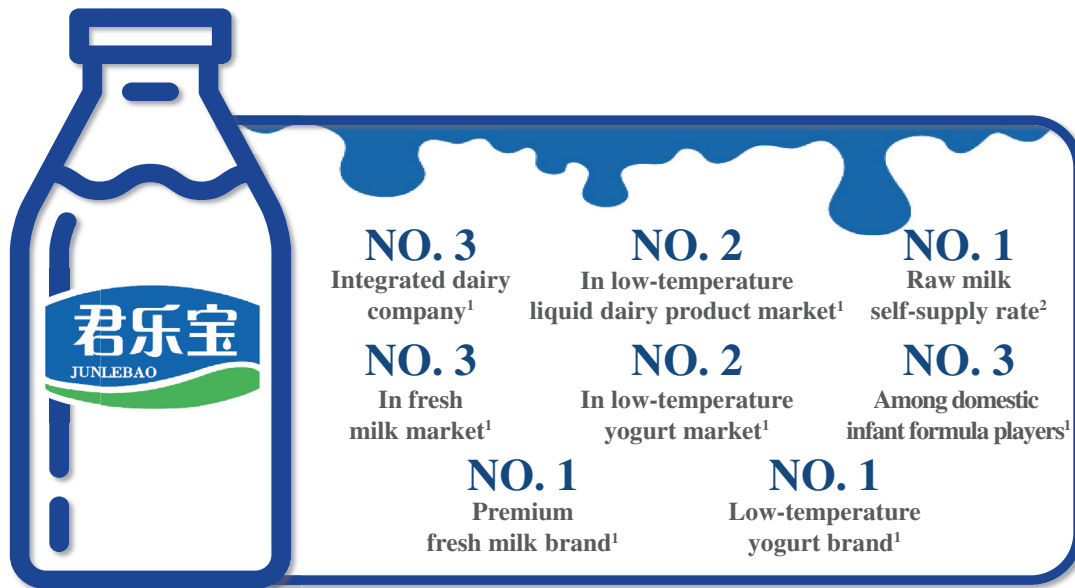 君乐宝
JUNLEBAO
NO. 3
Integrated dairy
company¹
NO. 2
In low-temperature
liquid dairy product market¹
NO. 1
Raw milk
self-supply rate²
NO. 3
In fresh
milk market¹
NO. 2
In low-temperature
yogurt market¹
NO. 3
Among domestic
infant formula players¹
NO. 1
Premium
fresh milk brand¹
NO. 1
Low-temperature
yogurt brand¹